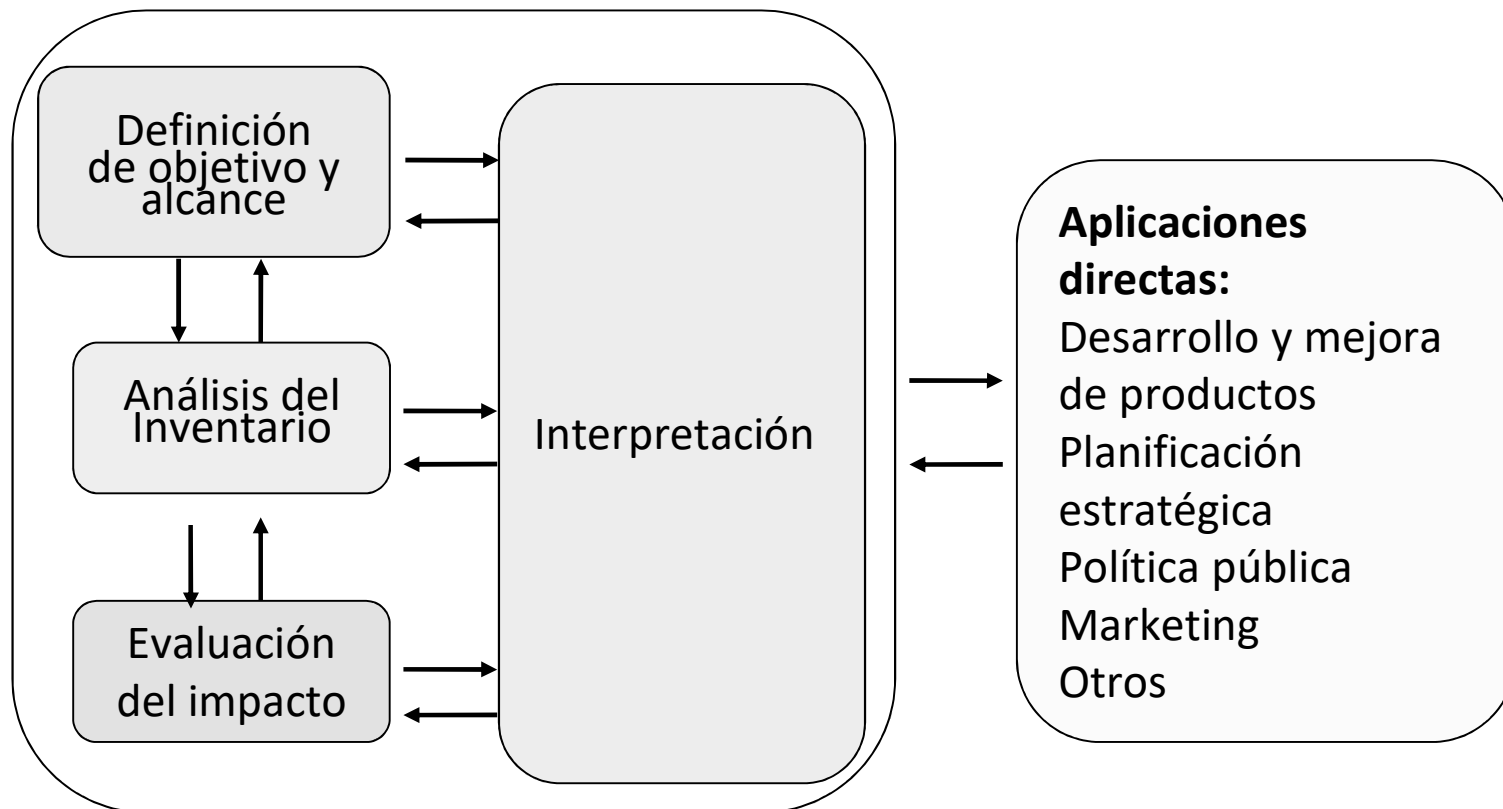 Definición
de objetivo y
alcance
Análisis del
Inventario
Evaluación
del impacto
Interpretación
Aplicaciones
directas:
Desarrollo y mejora
de productos
Planificación
estratégica
Política pública
Marketing
Otros